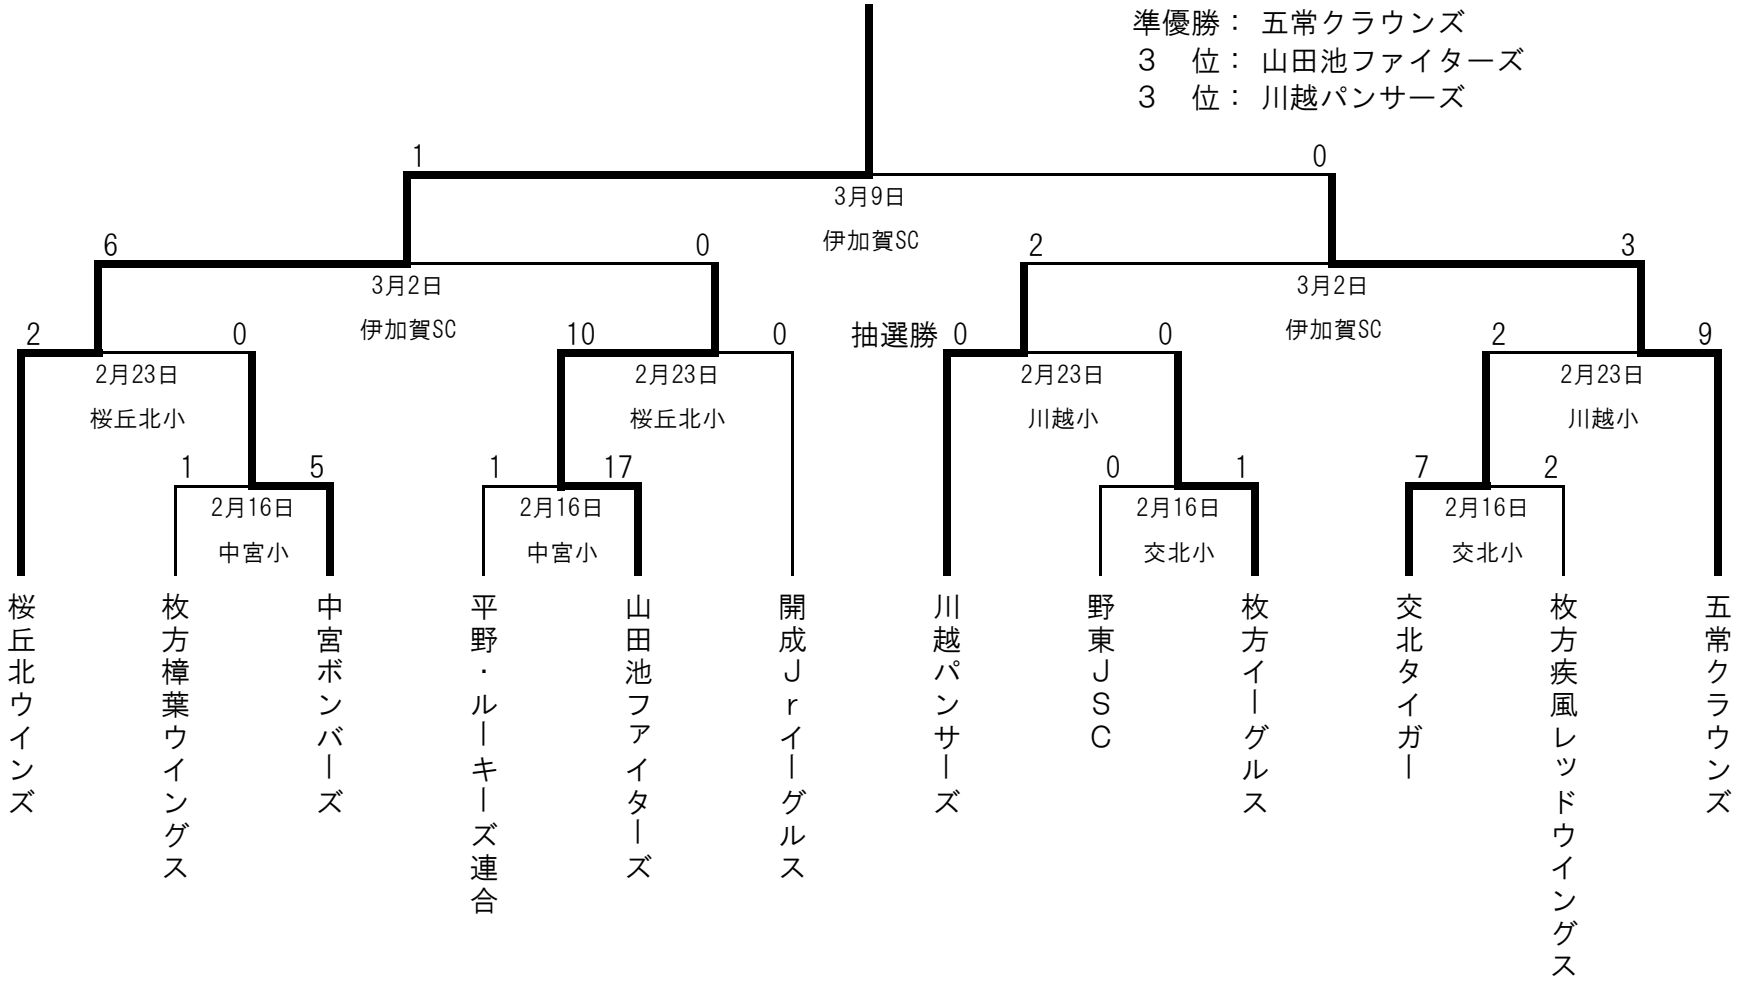 準優勝： 五常クラウンズ
３　位： 山田池ファイターズ
３　位： 川越パンサーズ
1
0
3月9日
伊加賀SC
6
0
2
3
3月2日
伊加賀SC
3月2日
伊加賀SC
2
0
10
0
抽選勝 0
0
2
9
2月23日
桜丘北小
2月23日
桜丘北小
2月23日
川越小
2月23日
川越小
1
5
1
17
0
1
7
2
2月16日
中宮小
2月16日
中宮小
2月16日
交北小
2月16日
交北小
桜丘北ウインズ
枚方樟葉ウイングス
中宮ボンバーズ
平野・ルーキーズ連合
山田池ファイターズ
開成Ｊｒイーグルス
川越パンサーズ
野東ＪＳＣ
枚方イーグルス
交北タイガー
枚方疾風レッドウイングス
五常クラウンズ